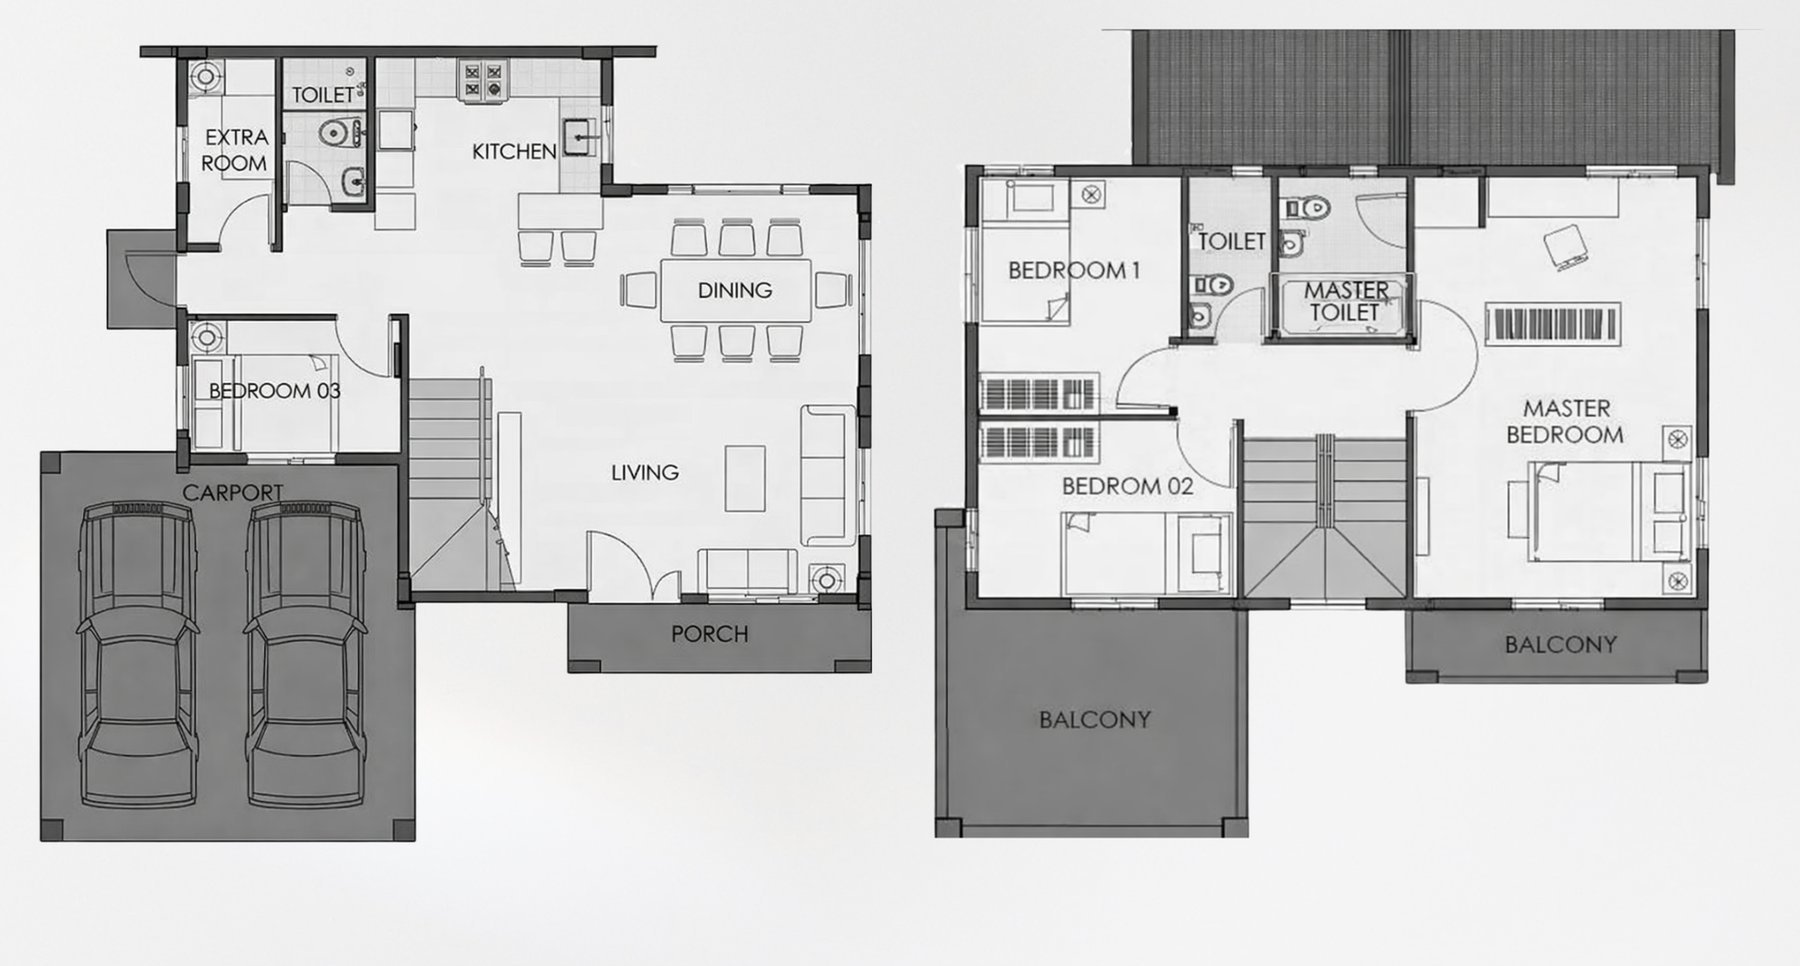 TOILET
EXTRA
ROOM
KITCHEN
DINING
BEDROOM 03
LIVING
CARPORT
PORCH
TOILET
BEDROOM 1
MASTER
TOILET
MASTER
BEDROOM
BEDROM 02
BALCONY
BALCONY